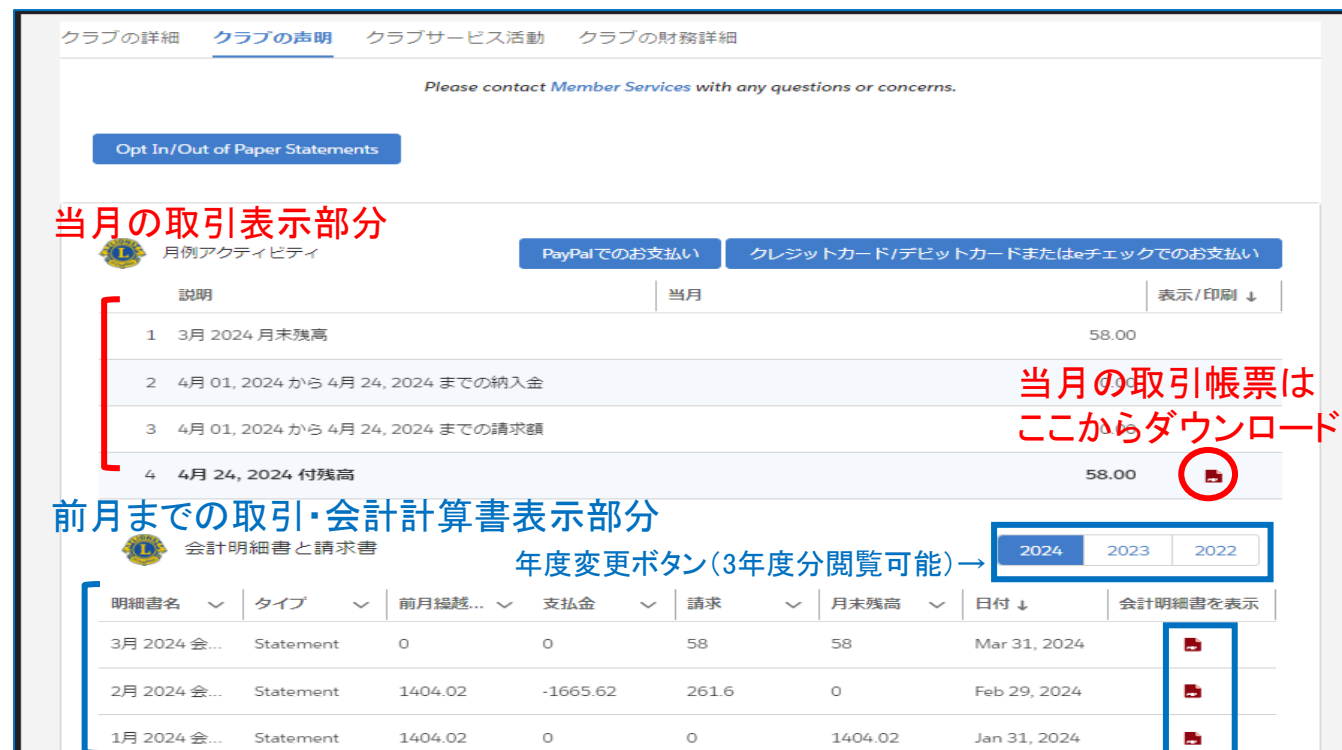 クラブの詳細 クラブの声明 クラブサービス活動 クラブの財務詳細
Please contact Member Services with any questions or concerns.
Opt In/Out of Paper Statements
当月の取引表示部分
月例アクティビティ PayPalでのお支払い クレジットカード/デビットカードまたはeチェックでのお支払い
説明 当月 表示/印刷 ↓
1 3月 2024 月末残高 58.00
2 4月 01, 2024 から 4月 24, 2024 までの納入金
当月の取引帳票は
3 4月 01, 2024 から 4月 24, 2024 までの請求額
ここからダウンロード
4 4月 24, 2024 付残高 58.00
前月までの取引・会計計算書表示部分
会計明細書と請求書
年度変更ボタン(3年度分閲覧可能)→ 2024 2023 2022
明細書名 タイプ 前月繰越... 支払金 請求 月末残高 日付 ↓ 会計明細書を表示
3月 2024 会... Statement 0 0 58 58 Mar 31, 2024
2月 2024 会... Statement 1404.02 -1665.62 261.6 0 Feb 29, 2024
1月 2024 会... Statement 1404.02 0 0 1404.02 Jan 31, 2024